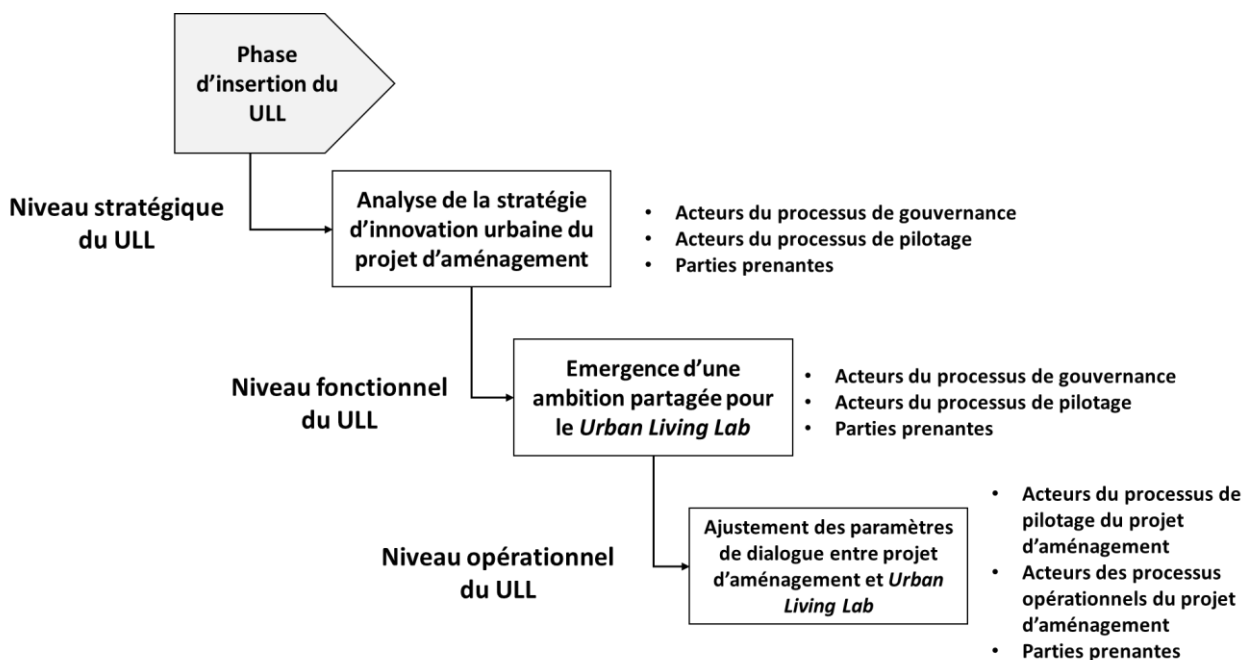 Phase
d’insertion du
ULL
Niveau stratégique
du ULL
Analyse de la stratégie
d’innovation urbaine du
projet d’aménagement
• Acteurs du processus de gouvernance
• Acteurs du processus de pilotage
• Parties prenantes
Niveau fonctionnel
du ULL
Emergence d’une
ambition partagée pour
le Urban Living Lab
• Acteurs du processus de gouvernance
• Acteurs du processus de pilotage
• Parties prenantes
Niveau opérationnel
du ULL
Ajustement des paramètres
de dialogue entre projet
d’aménagement et Urban
Living Lab
• Acteurs du processus de
pilotage du projet
d’aménagement
• Acteurs des processus
opérationnels du projet
d’aménagement
• Parties prenantes